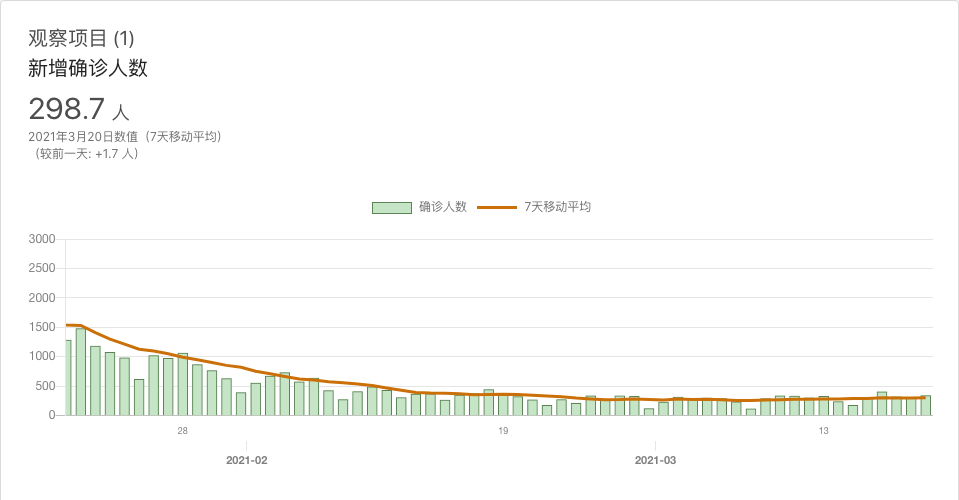 观察项目 (1)
新增确诊人数
298.7 人
2021年3月20日数值（7天移动平均）
（较前一天: +1.7 人）
确诊人数 7天移动平均
3000
2500
2000
1500
1000
500
0
28 19 13
2021-02 2021-03